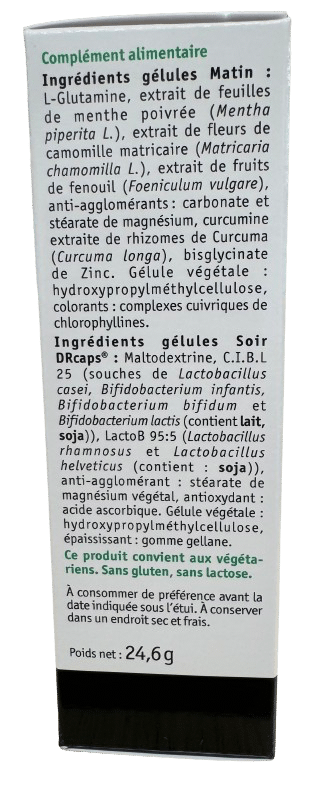 Complément alimentaire
Ingrédients gélules Matin :
L-Glutamine, extrait de feuilles
de menthe poivrée (Mentha
piperita L.), extrait de fleurs de
camomille matricaire (Matricaria
chamomilla L.), extrait de fruits
de fenouil (Foeniculum vulgare),
anti-agglomérants : carbonate et
stéarate de magnésium, curcumine
extraite de rhizomes de Curcuma
(Curcuma longa), bisglycinate
de Zinc. Gélule végétale :
hydroxypropylméthylcellulose,
colorants : complexes cuivriques de
chlorophyllines.
Ingrédients gélules Soir
DRcaps® : Maltodextrine, C.I.B.L
25 (souches de Lactobacillus
casei, Bifidobacterium infantis,
Bifidobacterium bifidum et
Bifidobacterium lactis (contient lait,
soja)), LactoB 95:5 (Lactobacillus
rhamnosus et Lactobacillus
helveticus (contient : soja)),
anti-agglomérant : stéarate de
magnésium végétal, antioxydant :
acide ascorbique. Gélule végétale :
hydroxypropylméthylcellulose,
épaississant : gomme gellane.
Ce produit convient aux végéta-
riens. Sans gluten, sans lactose.
À consommer de préférence avant la
date indiquée sous l'étui. À conserver
dans un endroit sec et frais.
Poids net : 24,6 g